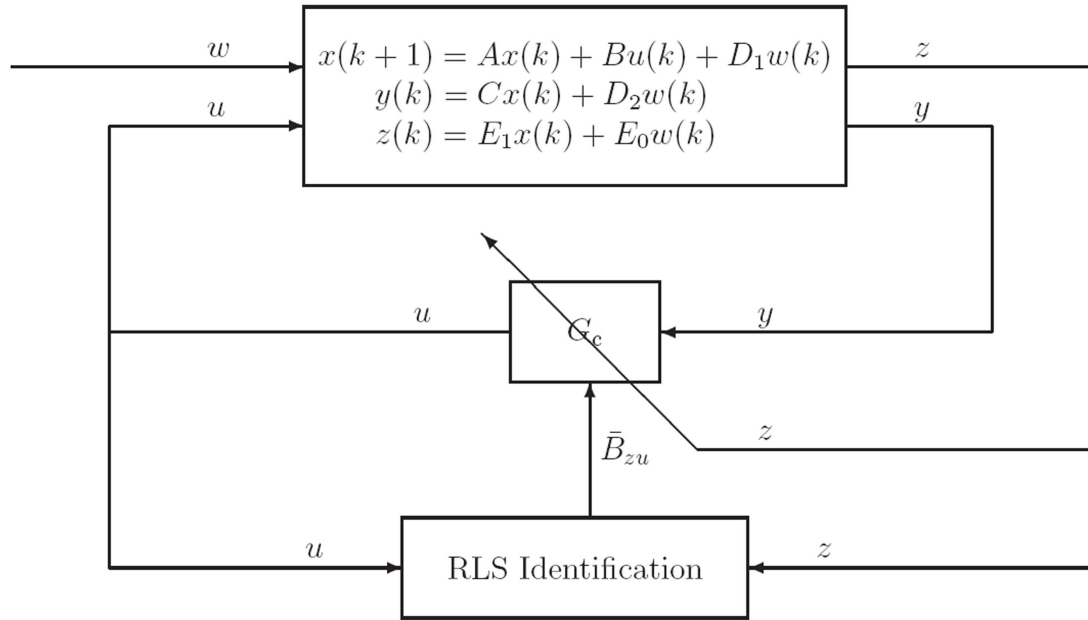 w
x(k + 1) = Ax(k) + Bu(k) + D₁w(k)
z
u
y(k) = Cx(k) + D₂w(k)
y
z(k) = E₁x(k) + E₀w(k)
u
G_c
y
z
B̄_zu
u
RLS Identification
z